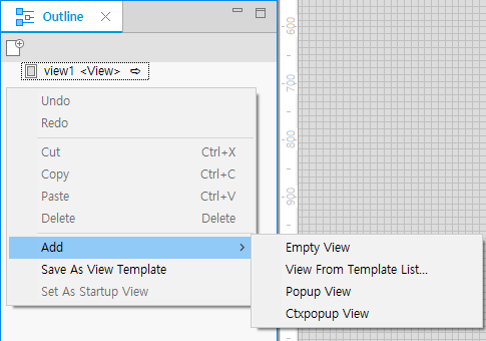 Outline
view1 <View>
Undo
Redo
Cut Ctrl+X
Copy Ctrl+C
Paste Ctrl+V
Delete Delete
Add
Save As View Template
Set As Startup View
Empty View
View From Template List...
Popup View
Ctxpopup View
600
700
800
900